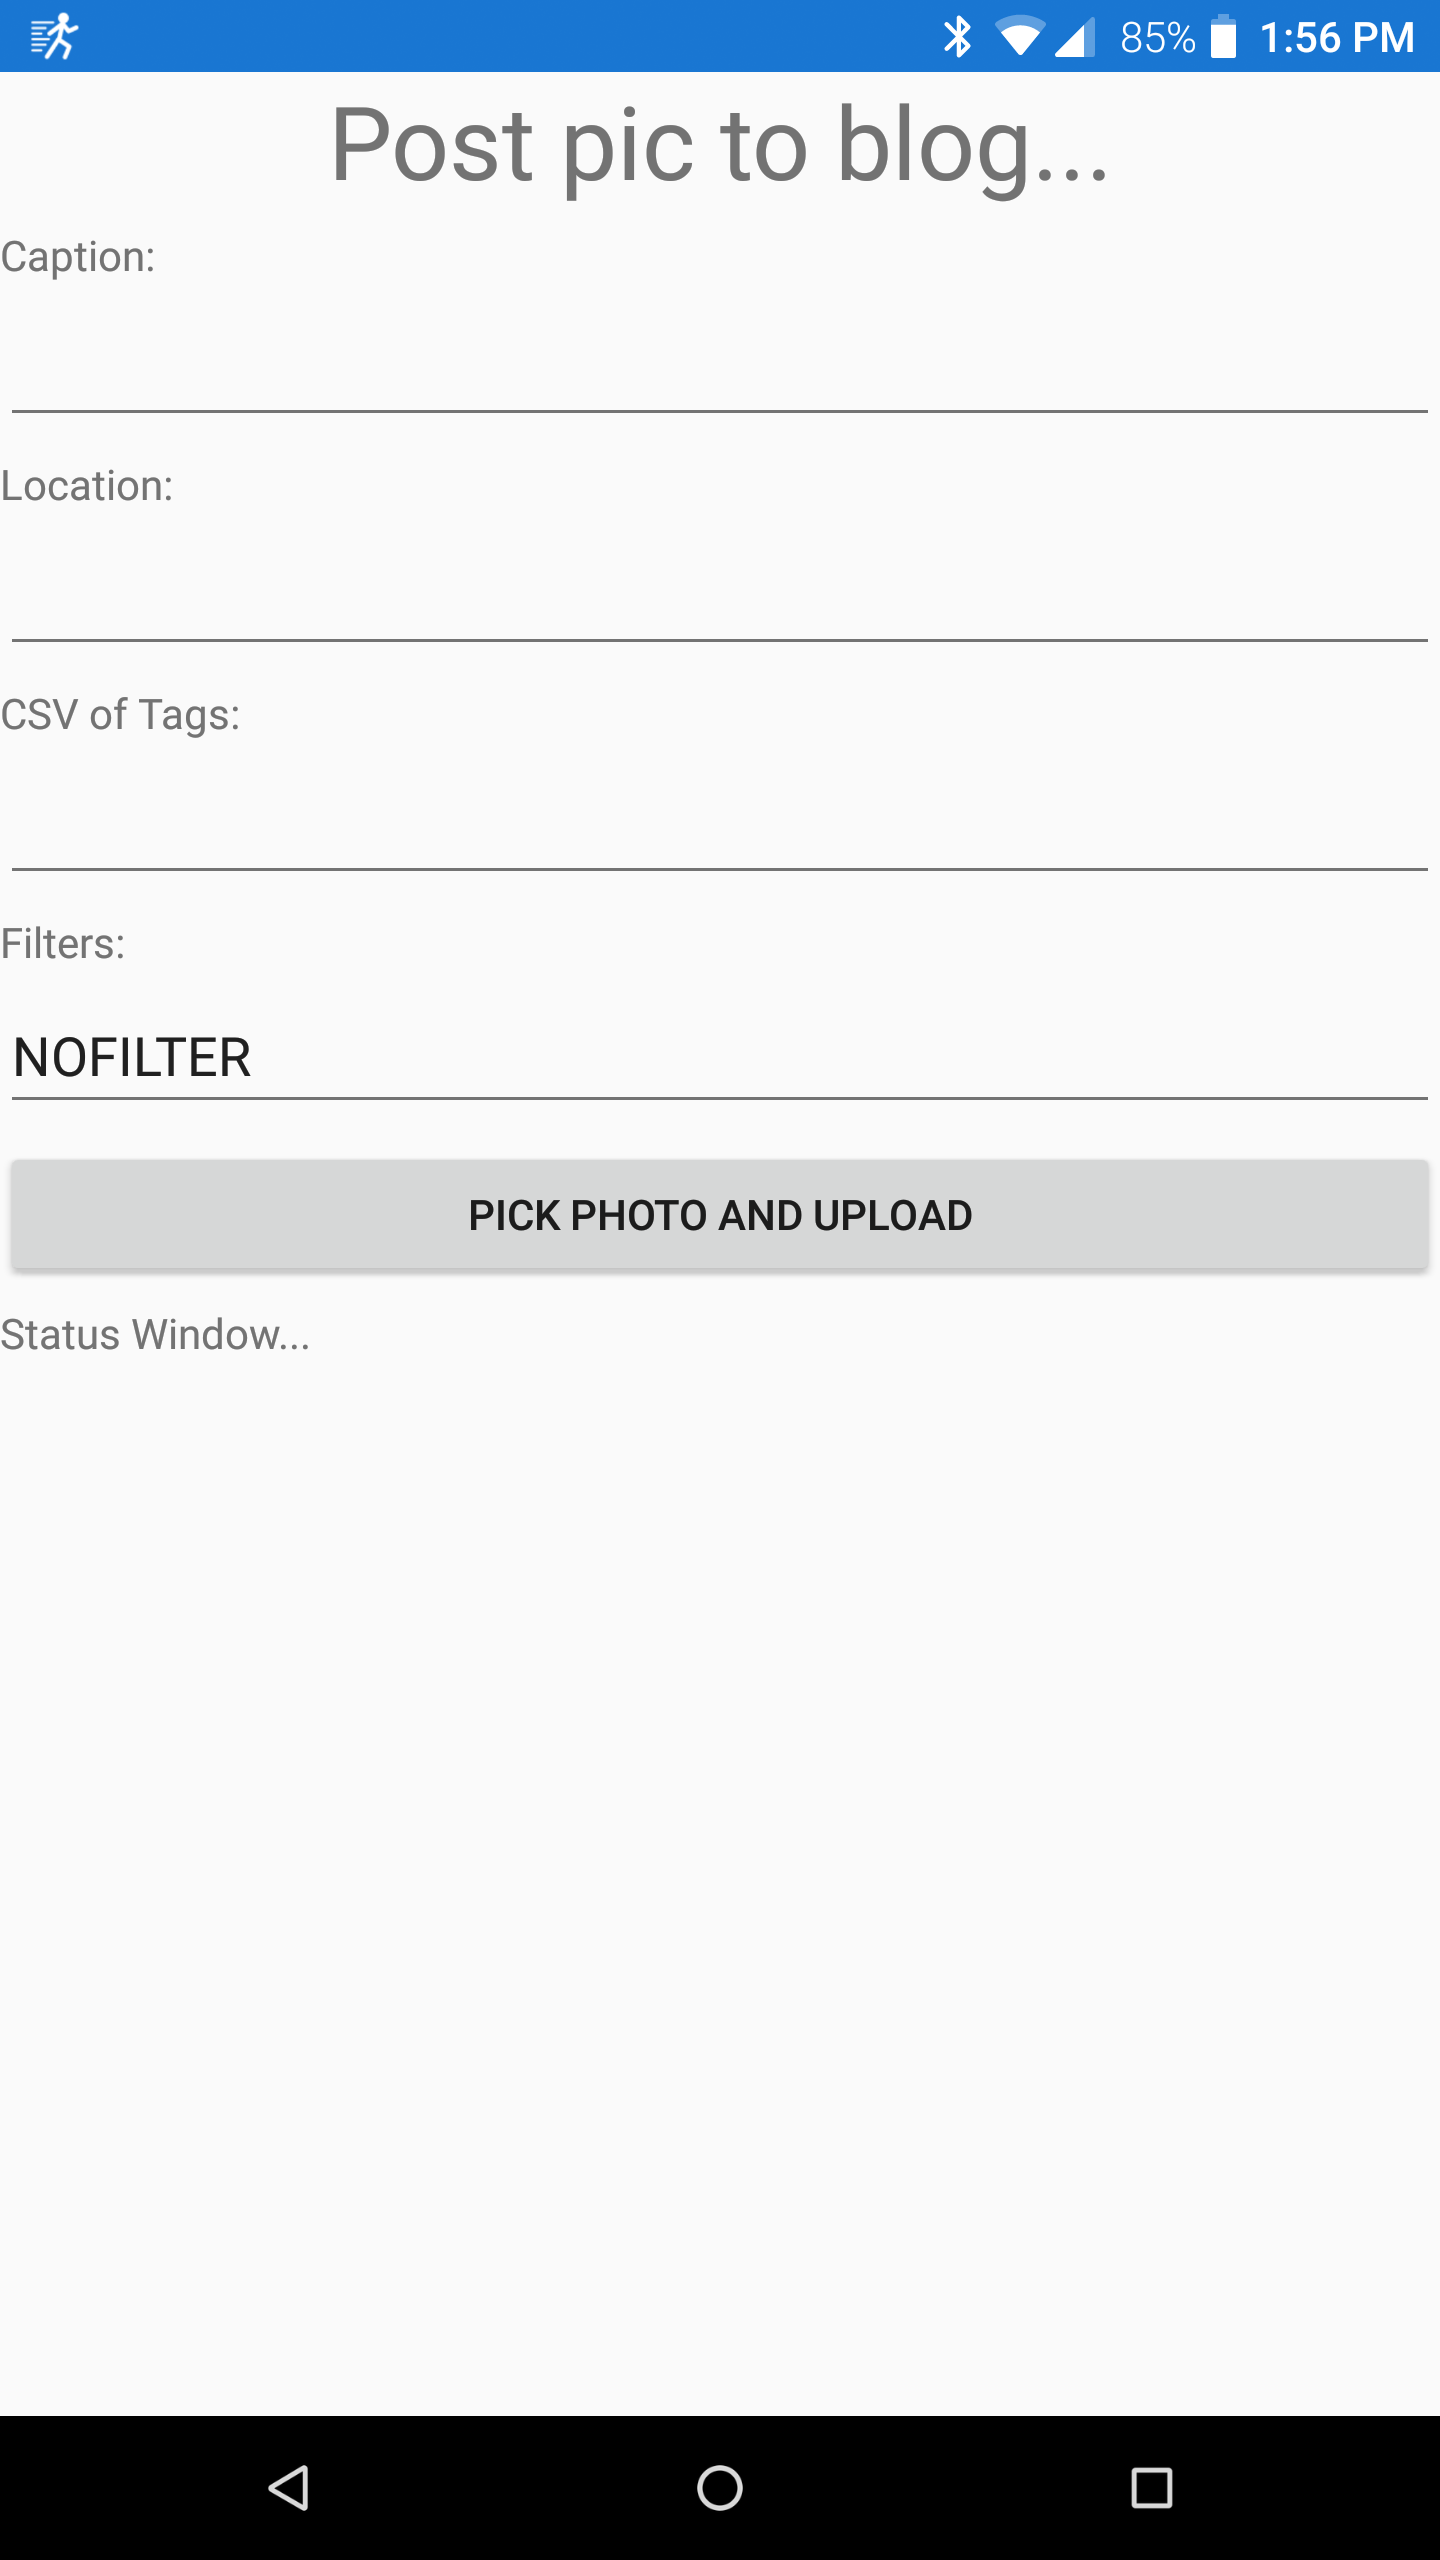 85% 1:56 PM
Post pic to blog...
Caption:
Location:
CSV of Tags:
Filters:
NOFILTER
PICK PHOTO AND UPLOAD
Status Window...